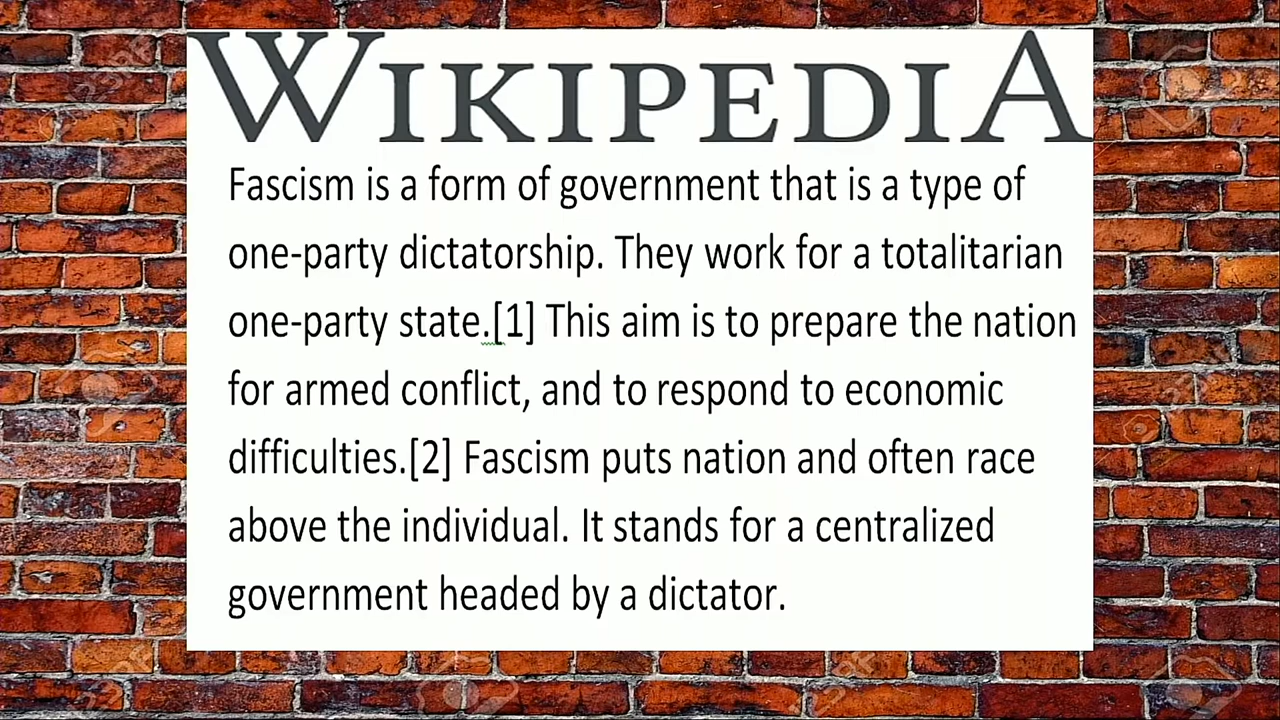 WIKIPEDIA
Fascism is a form of government that is a type of
one-party dictatorship. They work for a totalitarian
one-party state.[1] This aim is to prepare the nation
for armed conflict, and to respond to economic
difficulties.[2] Fascism puts nation and often race
above the individual. It stands for a centralized
government headed by a dictator.